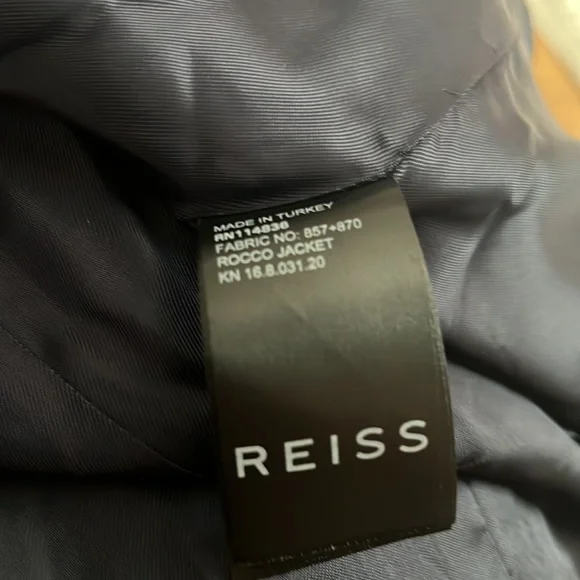 MADE IN TURKEY
RN114836
FABRIC NO: 857+870
ROCCO JACKET
KN 16.8.031.20
REISS